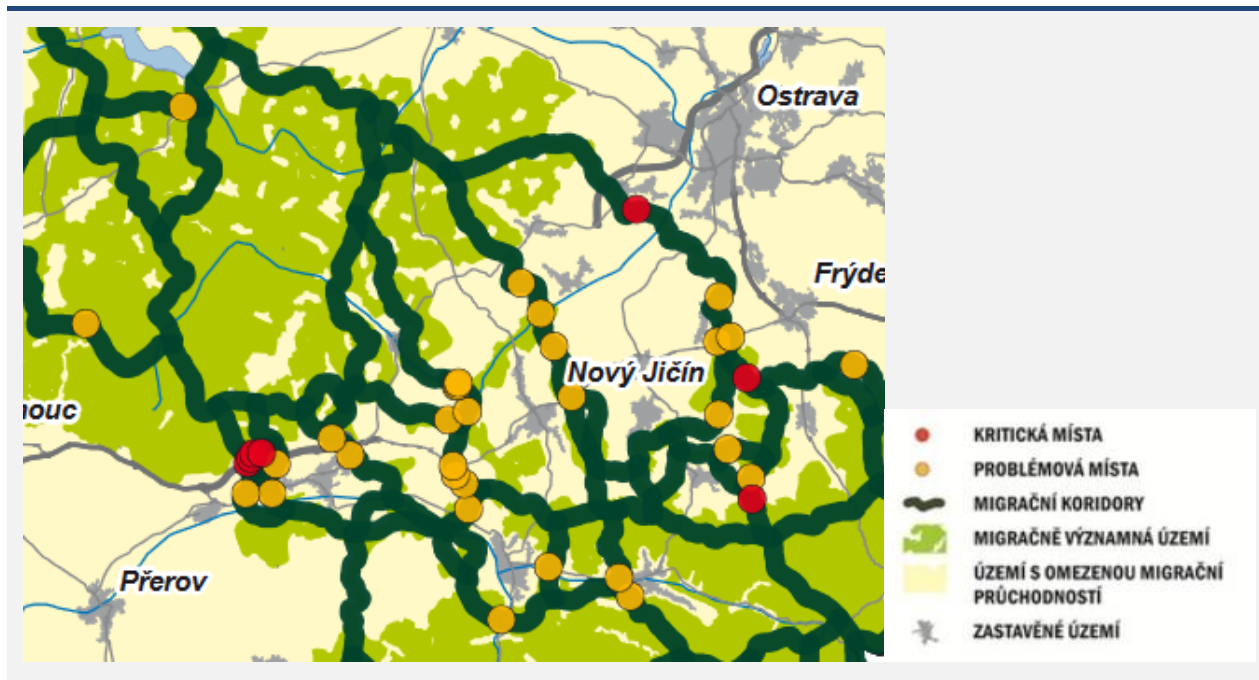 Ostrava
Frýde
Nový Jičín
nouc
Přerov
KRITICKÁ MÍSTA
PROBLÉMOVÁ MÍSTA
MIGRAČNÍ KORIDORY
MIGRAČNĚ VÝZNAMNÁ ÚZEMÍ
ÚZEMÍ S OMEZENOU MIGRAČNÍ
PRŮCHODNOSTÍ
ZASTAVĚNÉ ÚZEMÍ